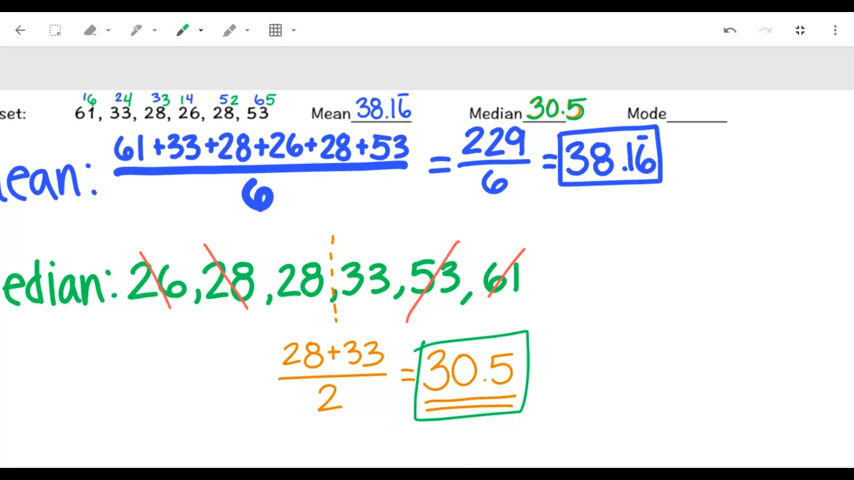 16 24 33 14 52 65
set: 61, 33, 28, 26, 28, 53 Mean 38.16̅ Median 30.5 Mode______
ean: 61+33+28+26+28+53 / 6 = 229 / 6 = 38.16̅
edian: 26, 28, 28, 33, 53, 61
28+33 / 2 = 30.5